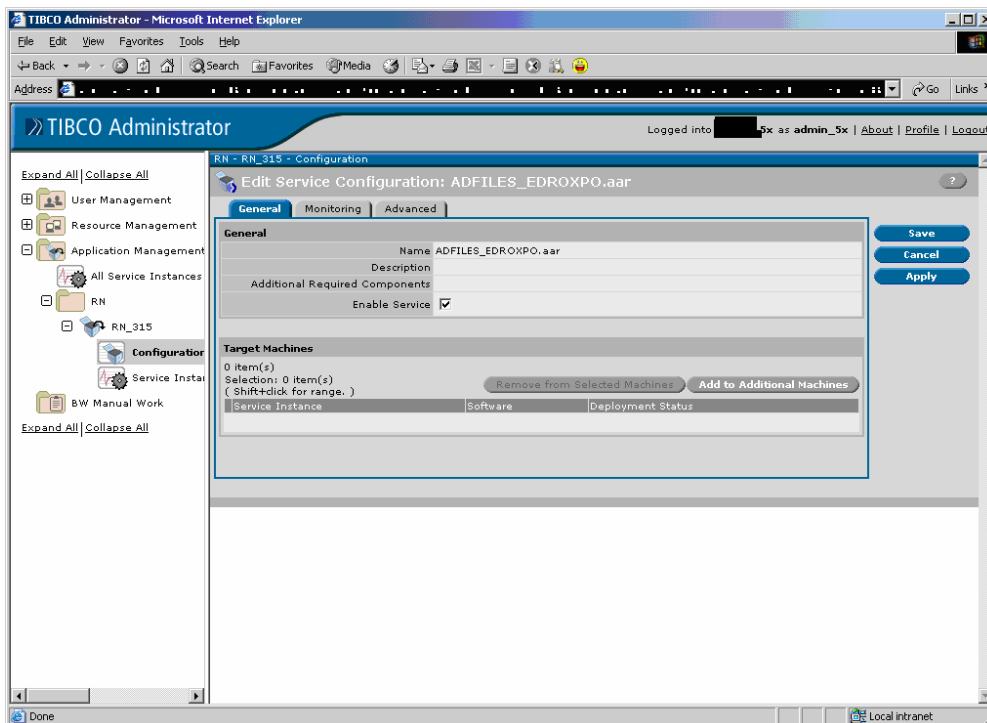 TIBCO Administrator - Microsoft Internet Explorer
File Edit View Favorites Tools Help
Back Search Favorites Media
Address Go Links
TIBCO Administrator
Logged into 5x as admin_5x | About | Profile | Logout
Expand All | Collapse All
User Management
Resource Management
Application Management
All Service Instances
RN
RN_315
Configuration
Service Instan
BW Manual Work
Expand All | Collapse All
RN - RN_315 - Configuration
Edit Service Configuration: ADFILES_EDROXPO.aar
?
General Monitoring Advanced
General
Name ADFILES_EDROXPO.aar
Description
Additional Required Components
Enable Service
Save
Cancel
Apply
Target Machines
0 item(s)
Selection: 0 item(s)
( Shift+click for range. )
Remove from Selected Machines Add to Additional Machines
Service Instance Software Deployment Status
Done Local intranet